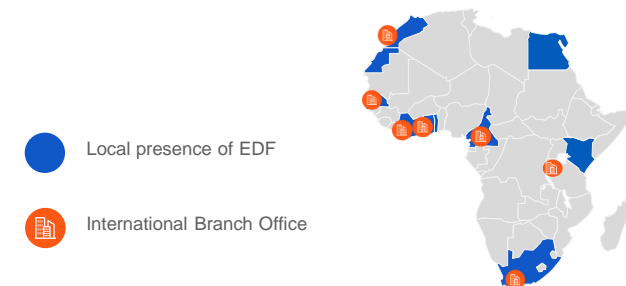 Local presence of EDF
International Branch Office